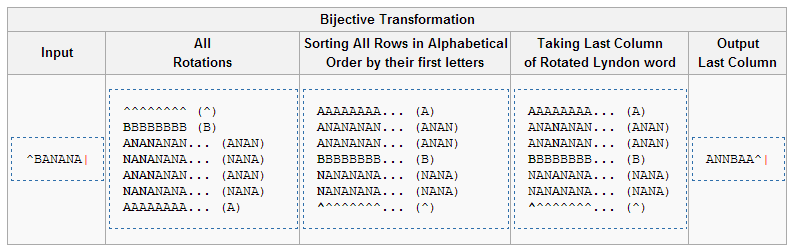 Bijective Transformation
Input
All
Rotations
Sorting All Rows in Alphabetical
Order by their first letters
Taking Last Column
of Rotated Lyndon word
Output
Last Column
^BANANA|
^^^^^^^^ (^)
BBBBBBBB (B)
ANANANAN... (ANAN)
NANANANA... (NANA)
ANANANAN... (ANAN)
NANANANA... (NANA)
AAAAAAAA... (A)
AAAAAAAA... (A)
ANANANAN... (ANAN)
ANANANAN... (ANAN)
BBBBBBBB... (B)
NANANANA... (NANA)
NANANANA... (NANA)
^^^^^^^^... (^)
AAAAAAAA... (A)
ANANANAN... (ANAN)
ANANANAN... (ANAN)
BBBBBBBB... (B)
NANANANA... (NANA)
NANANANA... (NANA)
^^^^^^^^... (^)
ANNBAA^|